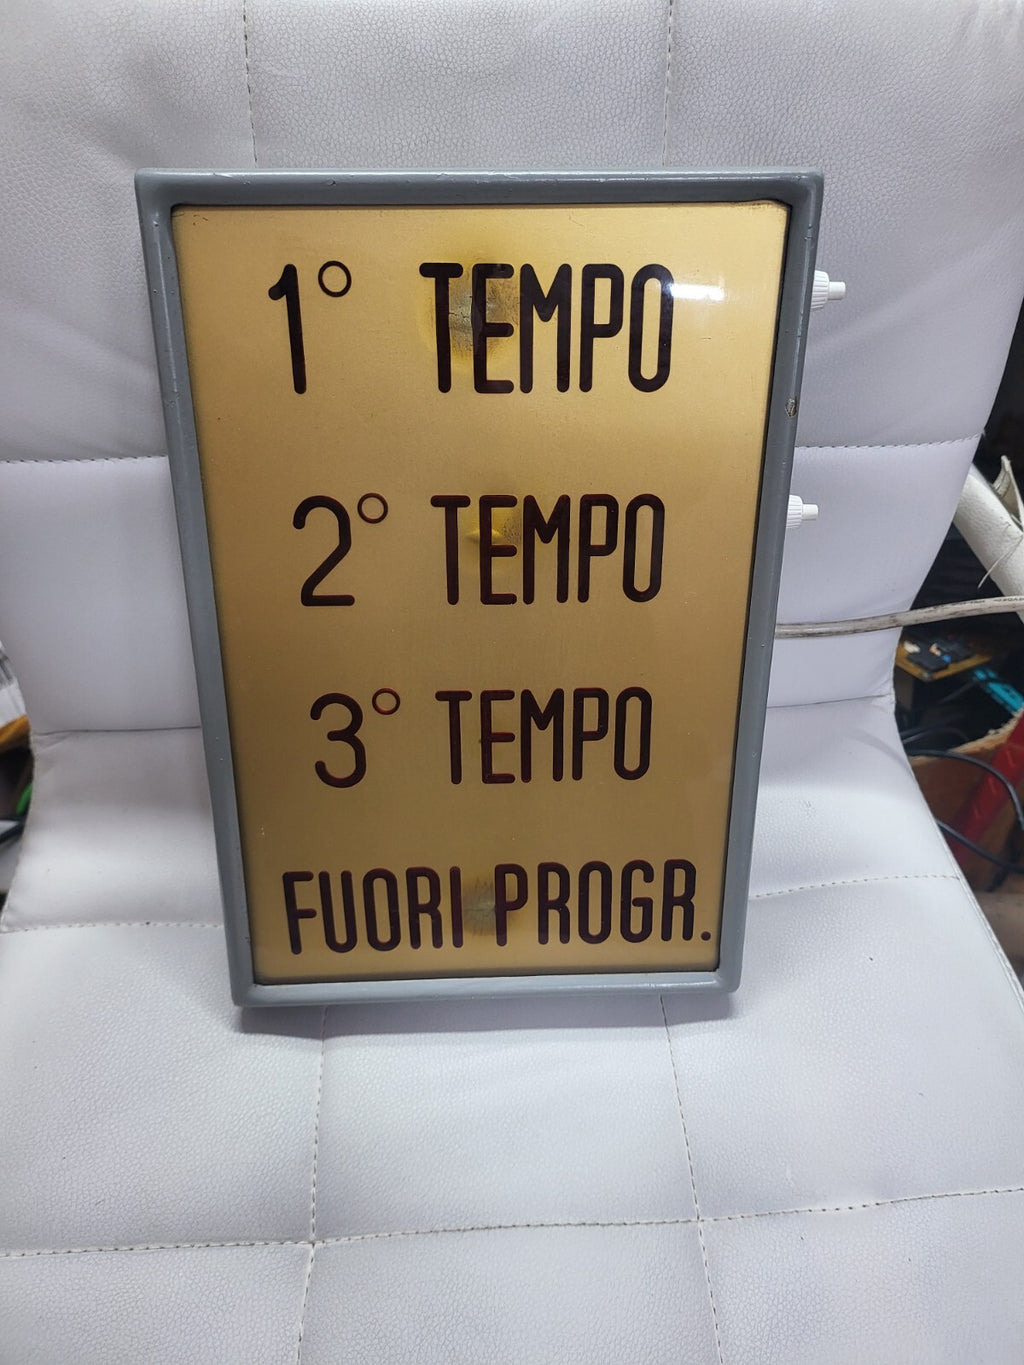 1° TEMPO
2° TEMPO
3° TEMPO
FUORI PROGR.